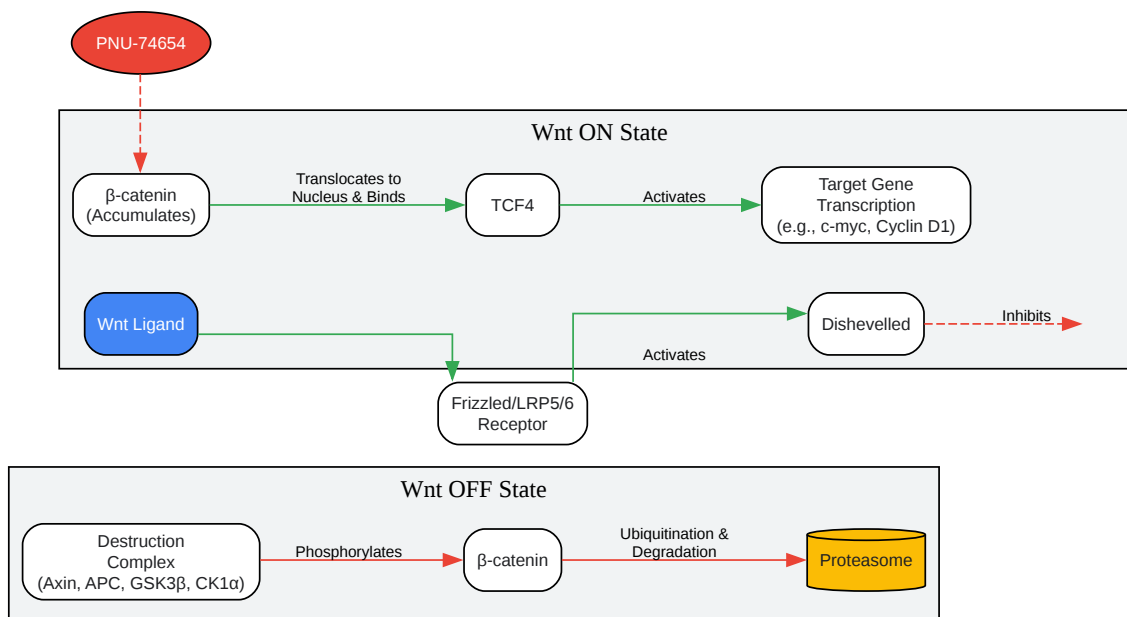 PNU-74654
Wnt ON State
β-catenin
(Accumulates)
Translocates to
Nucleus & Binds
TCF4
Activates
Target Gene
Transcription
(e.g., c-myc, Cyclin D1)
Wnt Ligand
Frizzled/LRP5/6
Receptor
Activates
Dishevelled
Inhibits
Wnt OFF State
Destruction
Complex
(Axin, APC, GSK3β, CK1α)
Phosphorylates
β-catenin
Ubiquitination &
Degradation
Proteasome